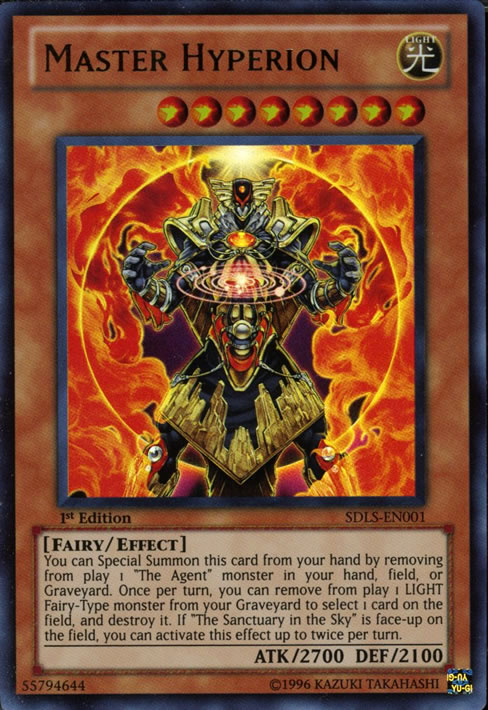 MASTER HYPERION
LIGHT
光
1st Edition
SDLS-EN001
[FAIRY/EFFECT]
You can Special Summon this card from your hand by removing
from play 1 "The Agent" monster in your hand, field, or
Graveyard. Once per turn, you can remove from play 1 LIGHT
Fairy-Type monster from your Graveyard to select 1 card on the
field, and destroy it. If "The Sanctuary in the Sky" is face-up on
the field, you can activate this effect up to twice per turn.
ATK/2700 DEF/2100
55794644
©1996 KAZUKI TAKAHASHI